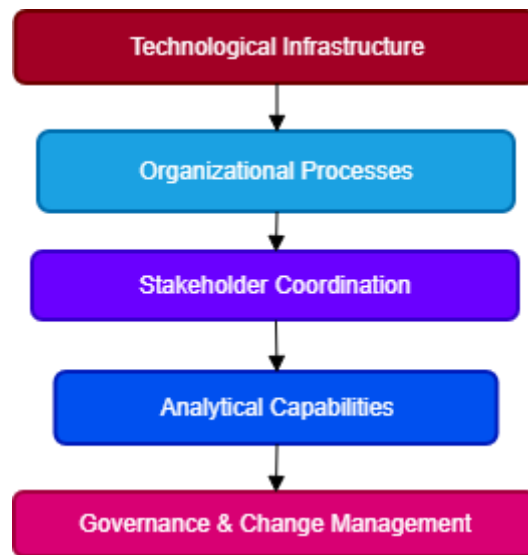 Technological Infrastructure
Organizational Processes
Stakeholder Coordination
Analytical Capabilities
Governance & Change Management